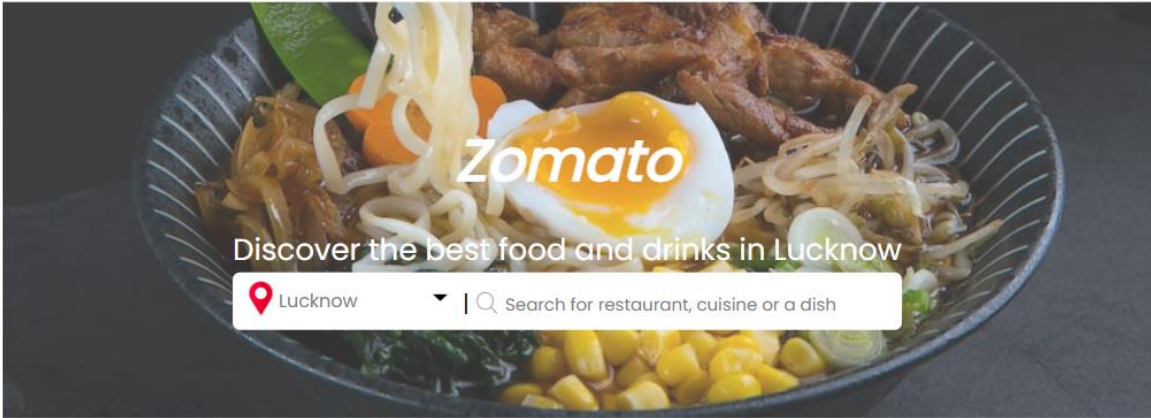 Zomato
Discover the best food and drinks in Lucknow
Lucknow | Search for restaurant, cuisine or a dish